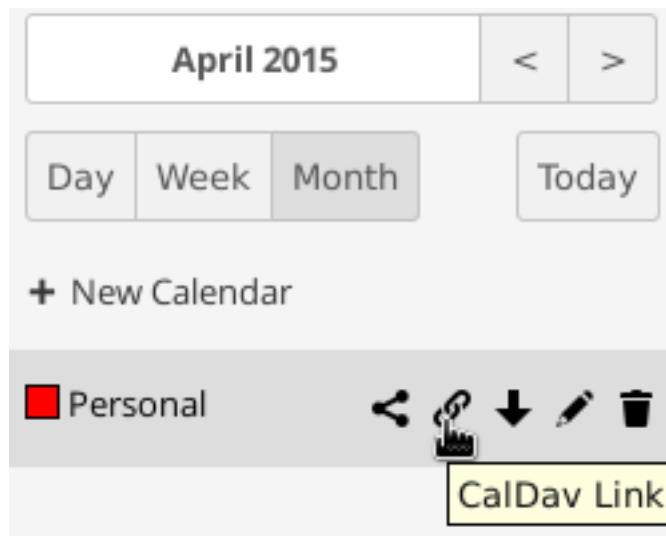 April 2015 < >
Day Week Month Today
+ New Calendar
Personal
CalDav Link